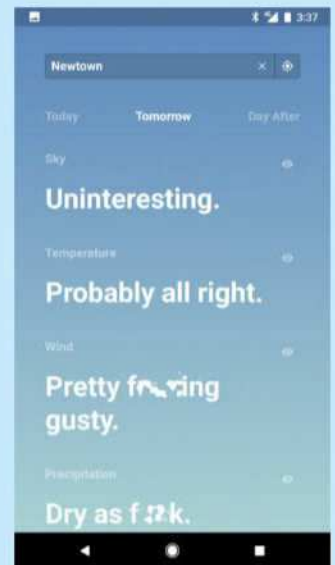 3:37
Newtown
Today Tomorrow Day After
Sky
Uninteresting.
Temperature
Probably all right.
Wind
Pretty
gusty.
Precipitation
Dry as